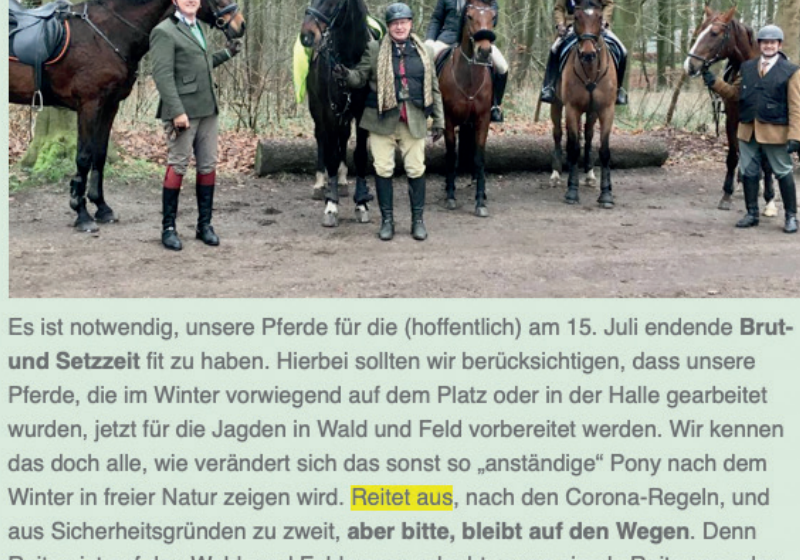 Es ist notwendig, unsere Pferde für die (hoffentlich) am 15. Juli endende Brut-
und Setzzeit fit zu haben. Hierbei sollten wir berücksichtigen, dass unsere
Pferde, die im Winter vorwiegend auf dem Platz oder in der Halle gearbeitet
wurden, jetzt für die Jagden in Wald und Feld vorbereitet werden. Wir kennen
das doch alle, wie verändert sich das sonst so „anständige“ Pony nach dem
Winter in freier Natur zeigen wird. Reitet aus, nach den Corona-Regeln, und
aus Sicherheitsgründen zu zweit, aber bitte, bleibt auf den Wegen. Denn